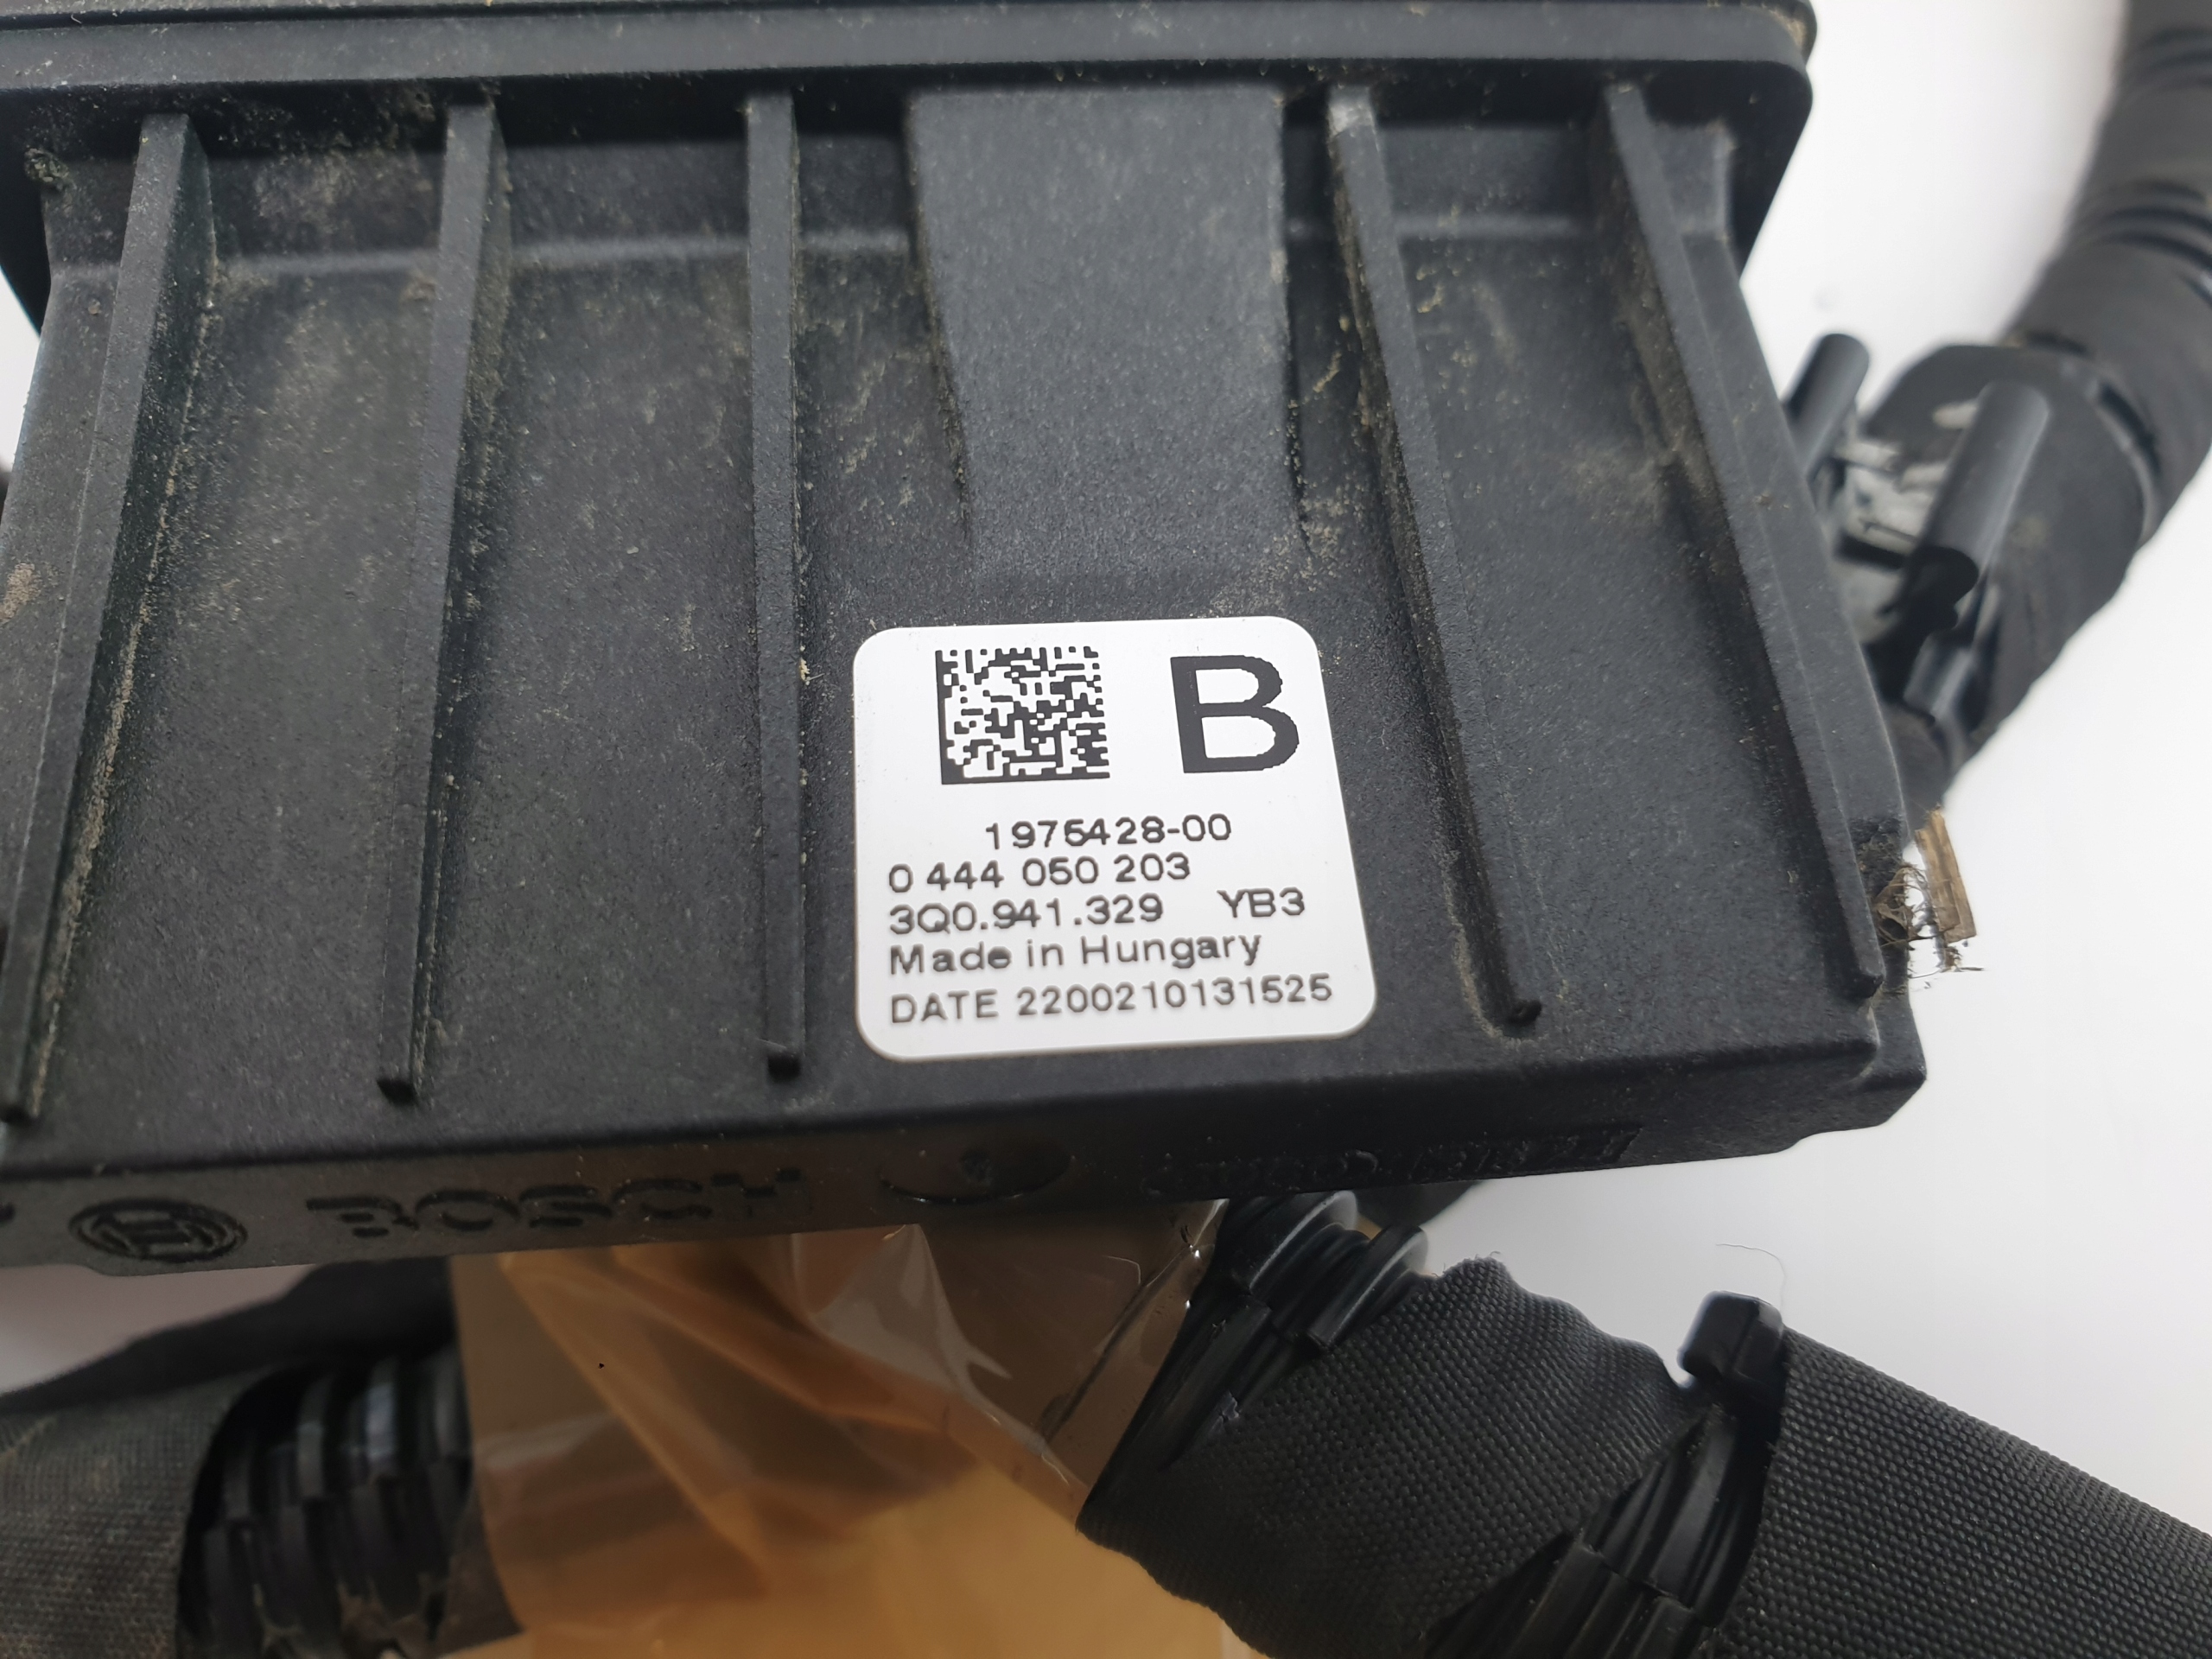 B
1975428-00
0 444 050 203
3Q0.941.329 YB3
Made in Hungary
DATE 2200210131525
BOSCH